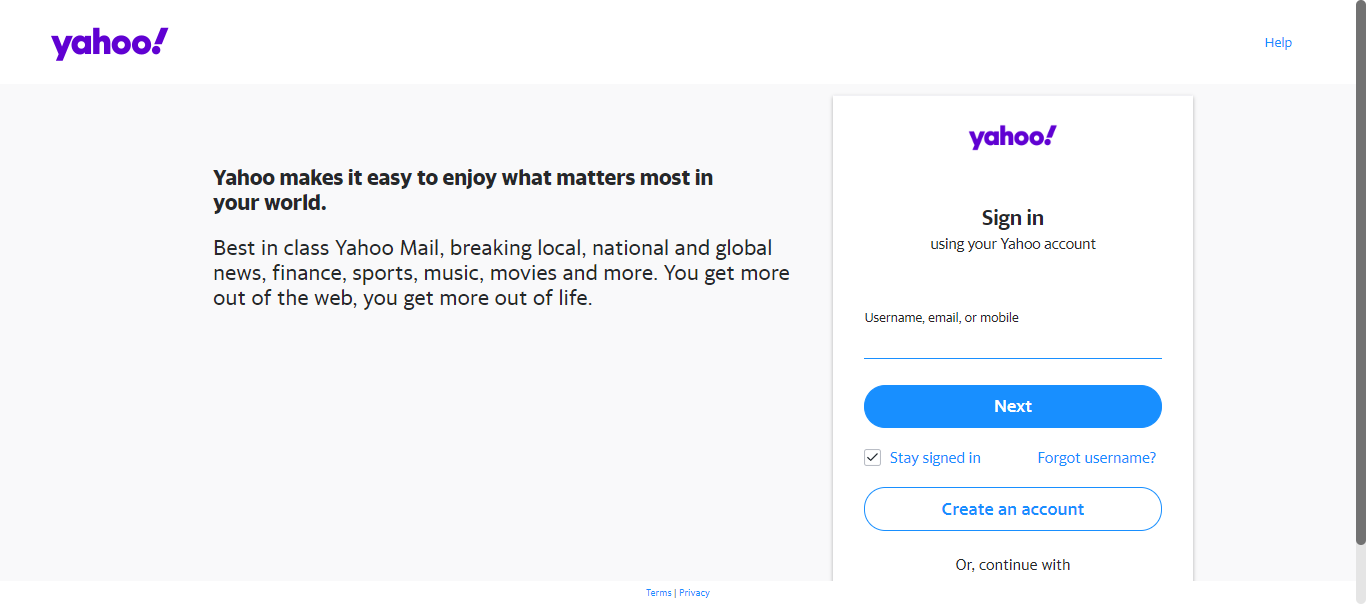 yahoo!
Help
Yahoo makes it easy to enjoy what matters most in
your world.
Best in class Yahoo Mail, breaking local, national and global
news, finance, sports, music, movies and more. You get more
out of the web, you get more out of life.
yahoo!
Sign in
using your Yahoo account
Username, email, or mobile
Next
Stay signed in
Forgot username?
Create an account
Or, continue with
Terms | Privacy